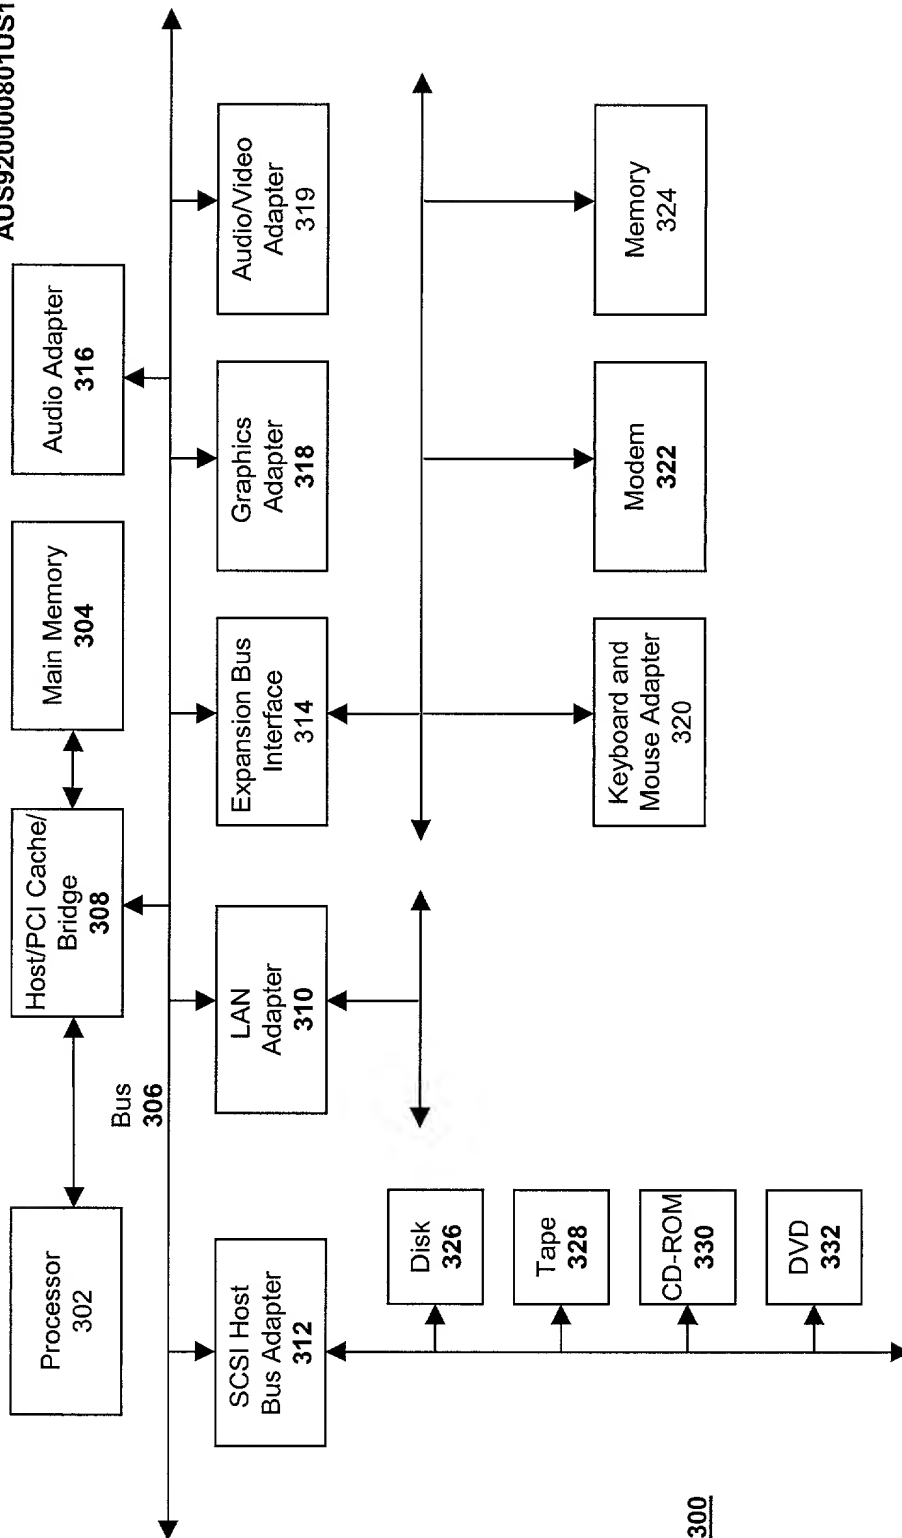 AUS920000801US1
Processor
302
Host/PCI Cache/
Bridge
308
Main Memory
304
Audio Adapter
316
Bus
306
SCSI Host
Bus Adapter
312
LAN
Adapter
310
Expansion Bus
Interface
314
Graphics
Adapter
318
Audio/Video
Adapter
319
Disk
326
Tape
328
CD-ROM
330
DVD
332
Keyboard and
Mouse Adapter
320
Modem
322
Memory
324
300